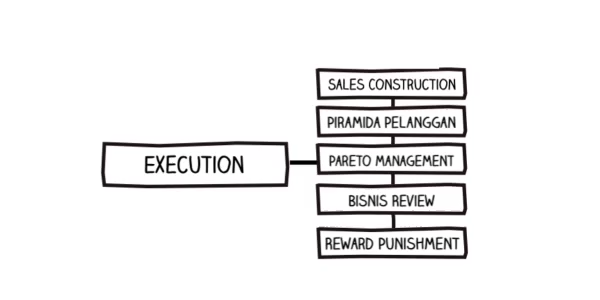 SALES CONSTRUCTION
PIRAMIDA PELANGGAN
EXECUTION
PARETO MANAGEMENT
BISNIS REVIEW
REWARD PUNISHMENT